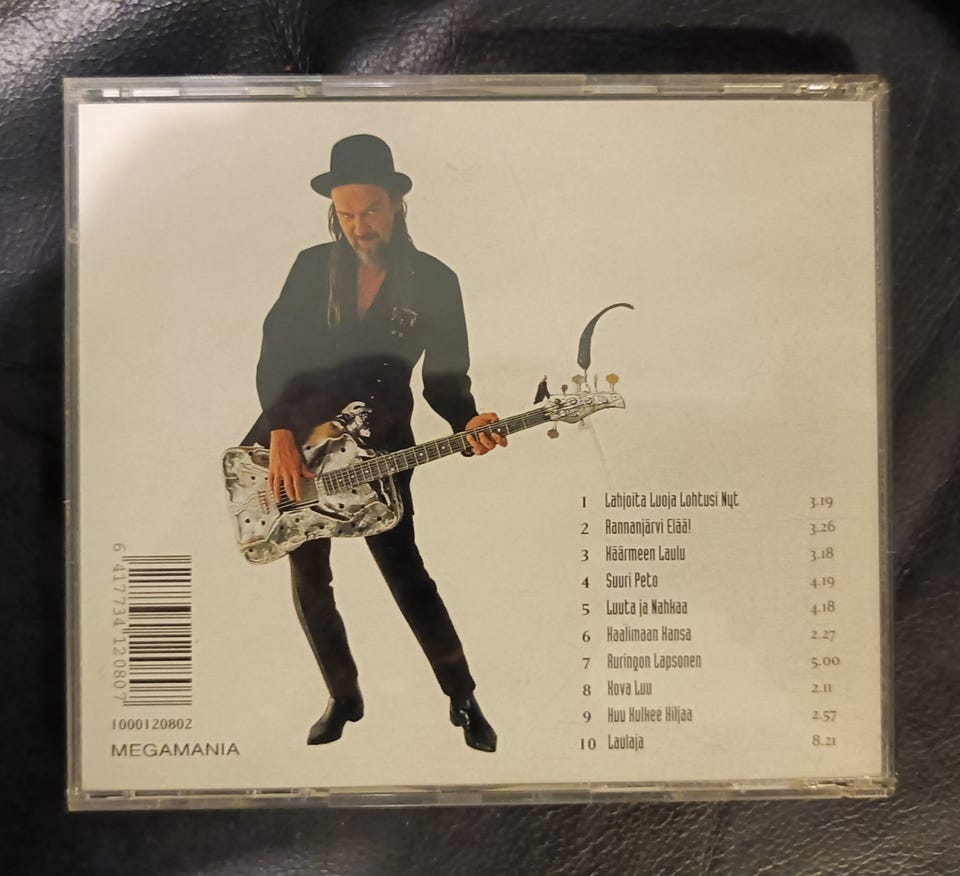 1 Lahjoita Luoja Lohtusi Nyt 3.19
2 Rannanjärvi Elää! 3.26
3 Käärmeen Laulu 3.18
4 Suuri Peto 4.19
5 Luuta ja Nahkaa 4.18
6 Kaalimaan Kansa 2.27
7 Auringon Lapsonen 5.00
8 Kova Luu 2.11
9 Kuu Kulkee Hiljaa 2.57
10 Laulaja 8.21
6 417734 120807
1000120802
MEGAMANIA